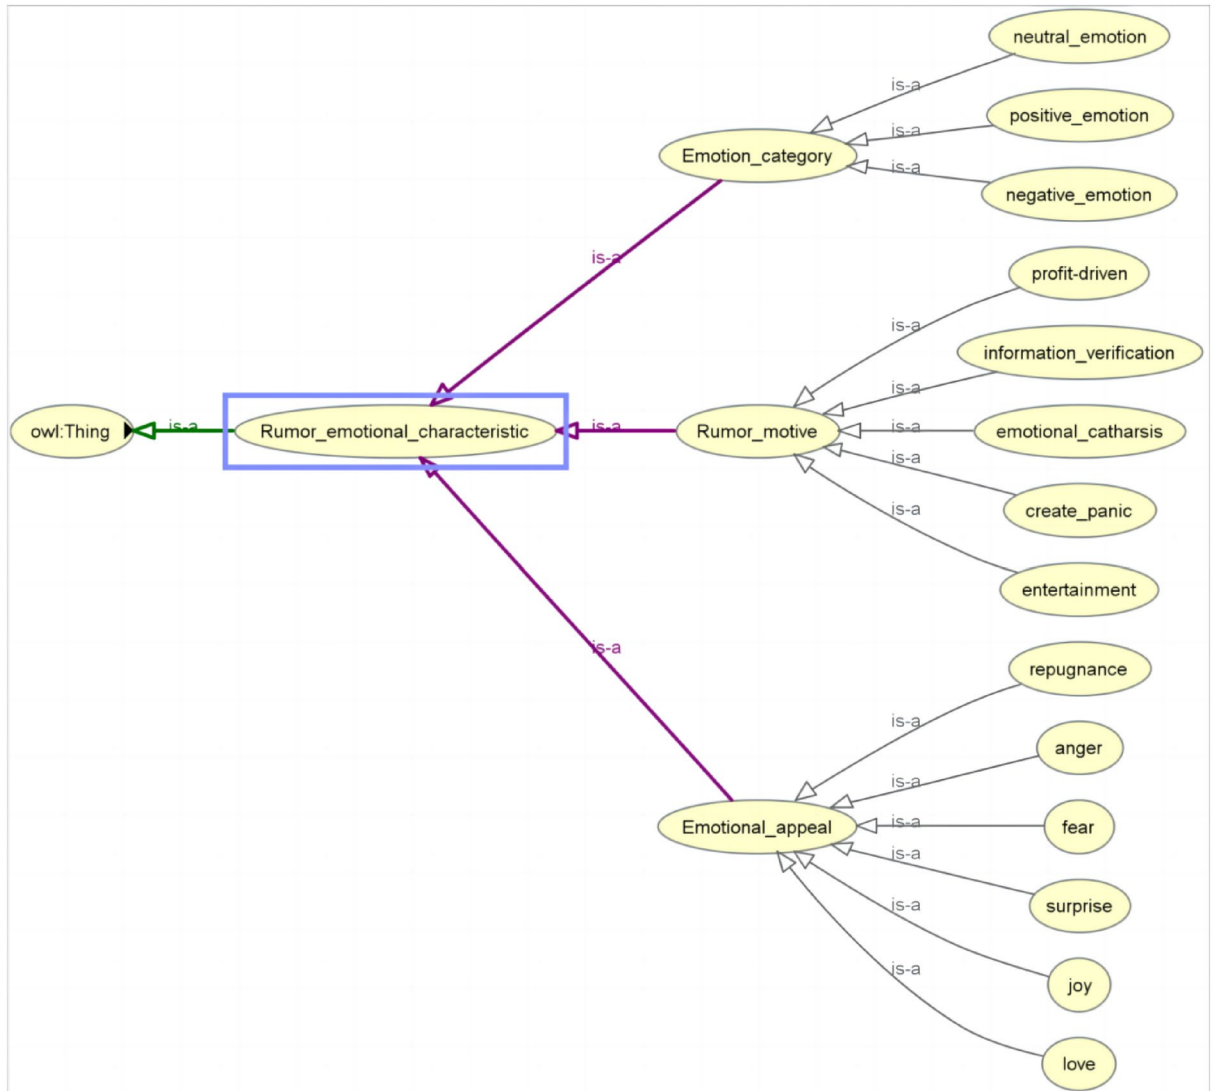 neutral_emotion
is-a
positive_emotion
is-a
Emotion_category
is-a
negative_emotion
is-a
profit-driven
is-a
information_verification
is-a
owl:Thing
is-a
Rumor_emotional_characteristic
is-a
Rumor_motive
is-a
emotional_catharsis
is-a
create_panic
is-a
entertainment
is-a
repugnance
is-a
anger
is-a
Emotional_appeal
is-a
fear
is-a
surprise
is-a
joy
is-a
love